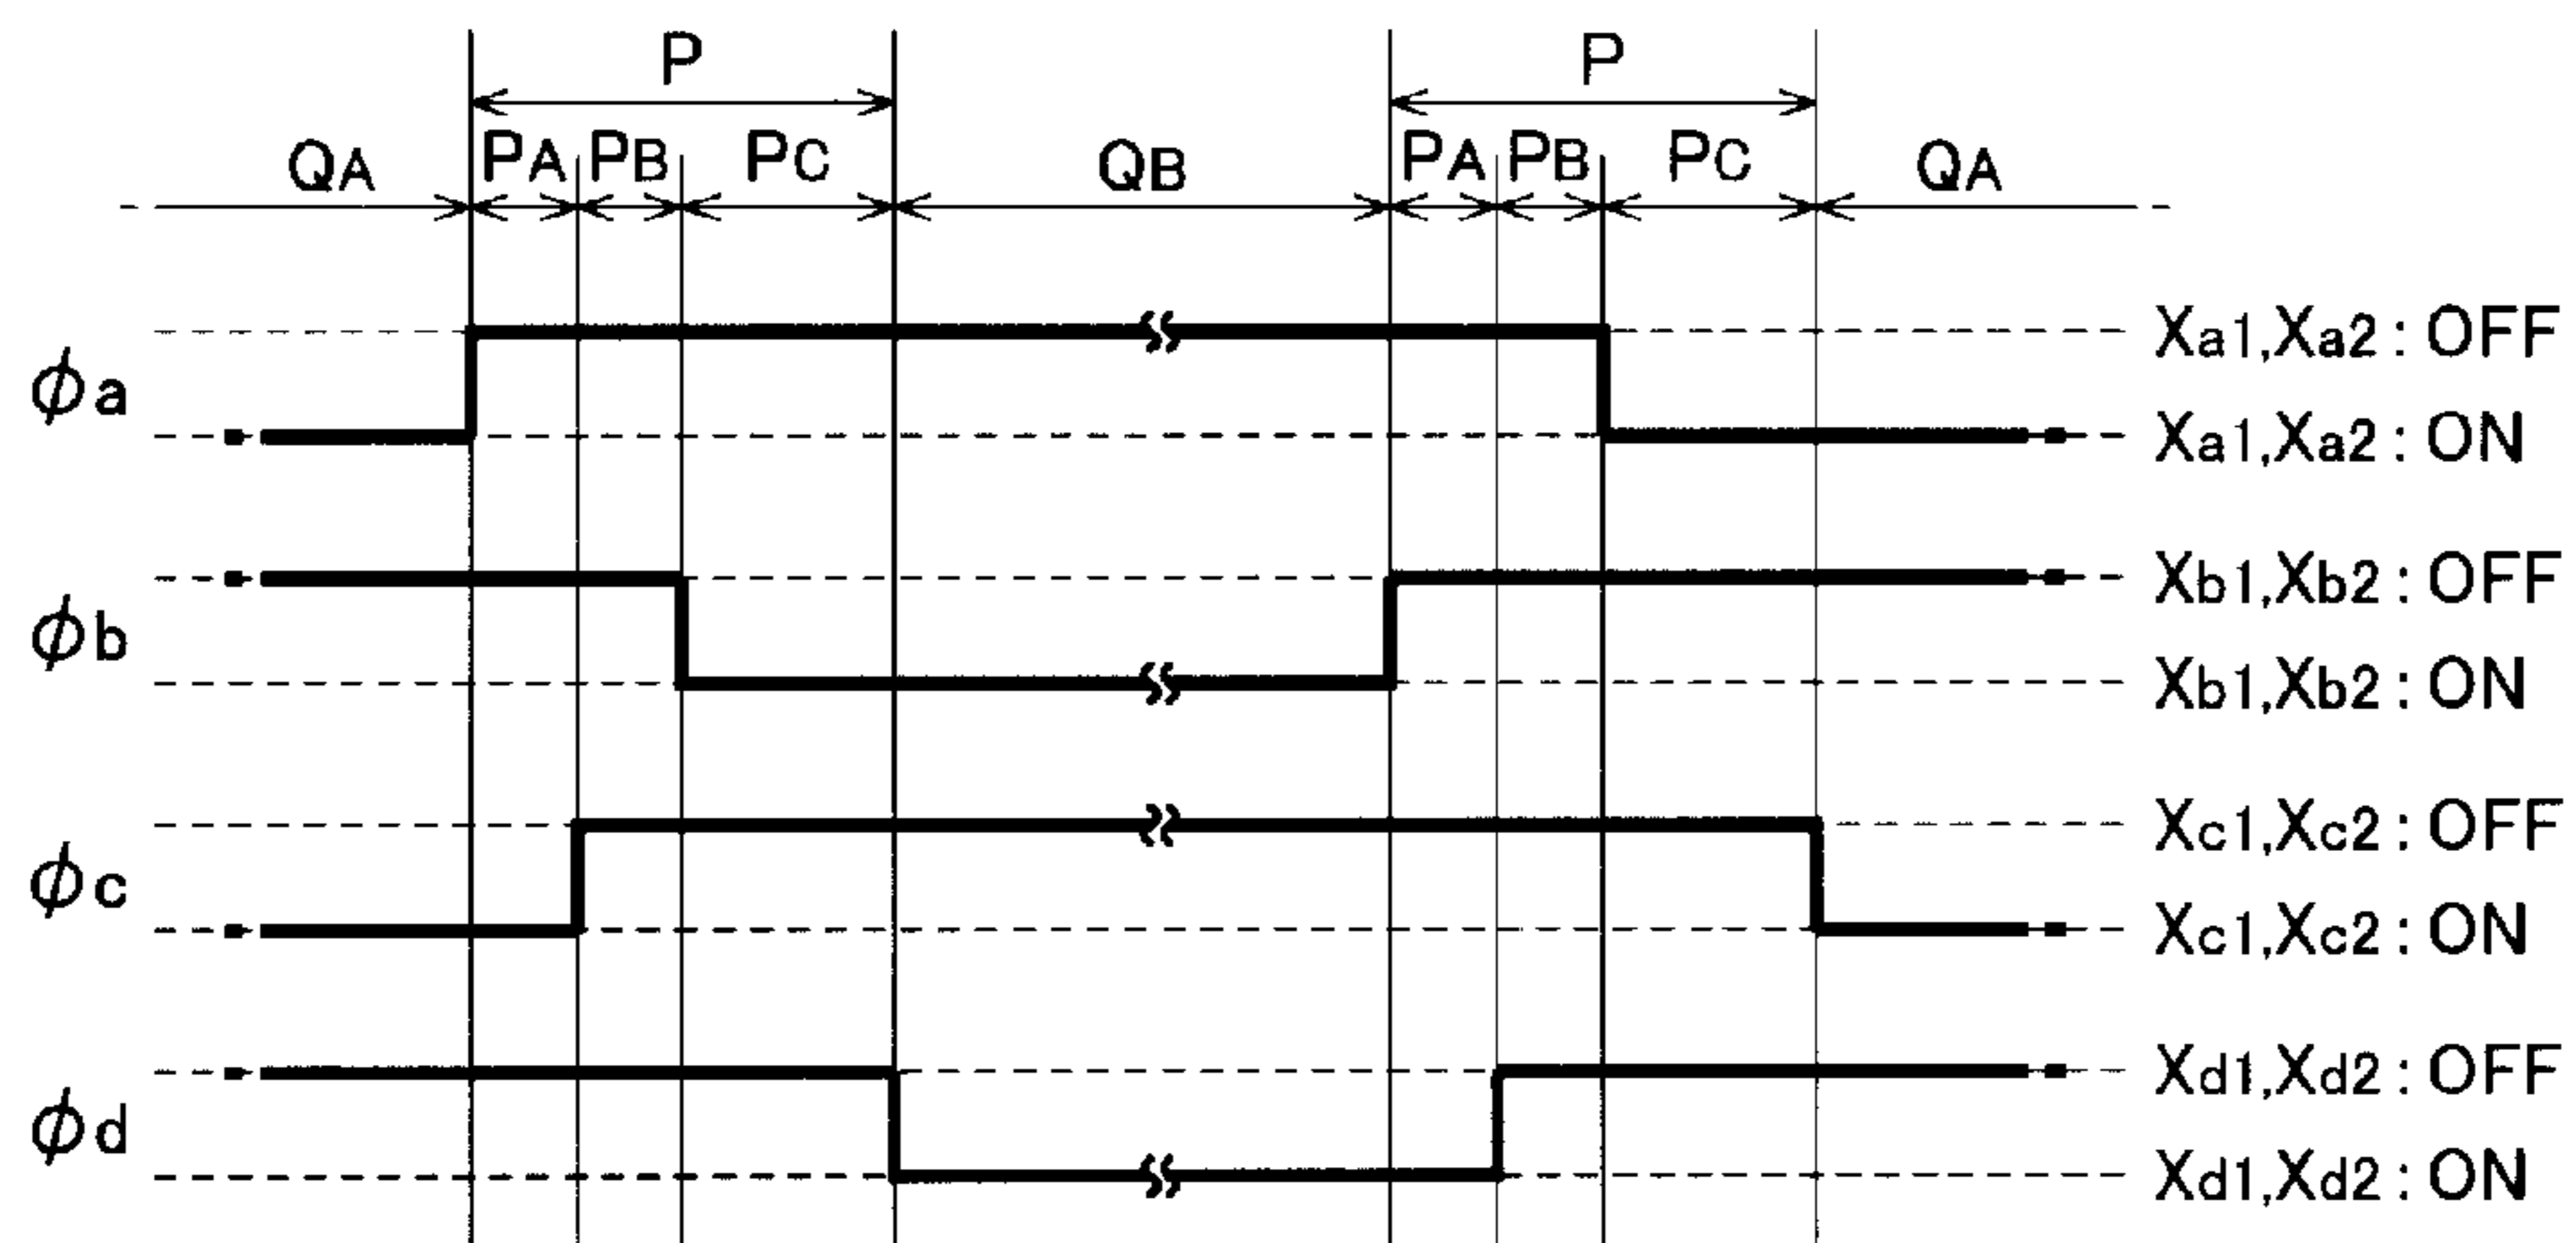 P P
QA PA PB PC QB PA PB PC QA
Xa1,Xa2 : OFF
ϕa
Xa1,Xa2 : ON
Xb1,Xb2 : OFF
ϕb
Xb1,Xb2 : ON
Xc1,Xc2 : OFF
ϕc
Xc1,Xc2 : ON
Xd1,Xd2 : OFF
ϕd
Xd1,Xd2 : ON